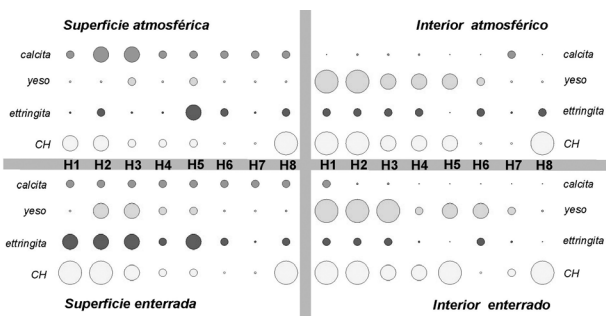 Superficie atmosférica
Interior atmosférico
calcita
calcita
yeso
yeso
ettringita
ettringita
CH
CH
H1 H2 H3 H4 H5 H6 H7 H8 H1 H2 H3 H4 H5 H6 H7 H8
calcita
calcita
yeso
yeso
ettringita
ettringita
CH
CH
Superficie enterrada
Interior enterrado